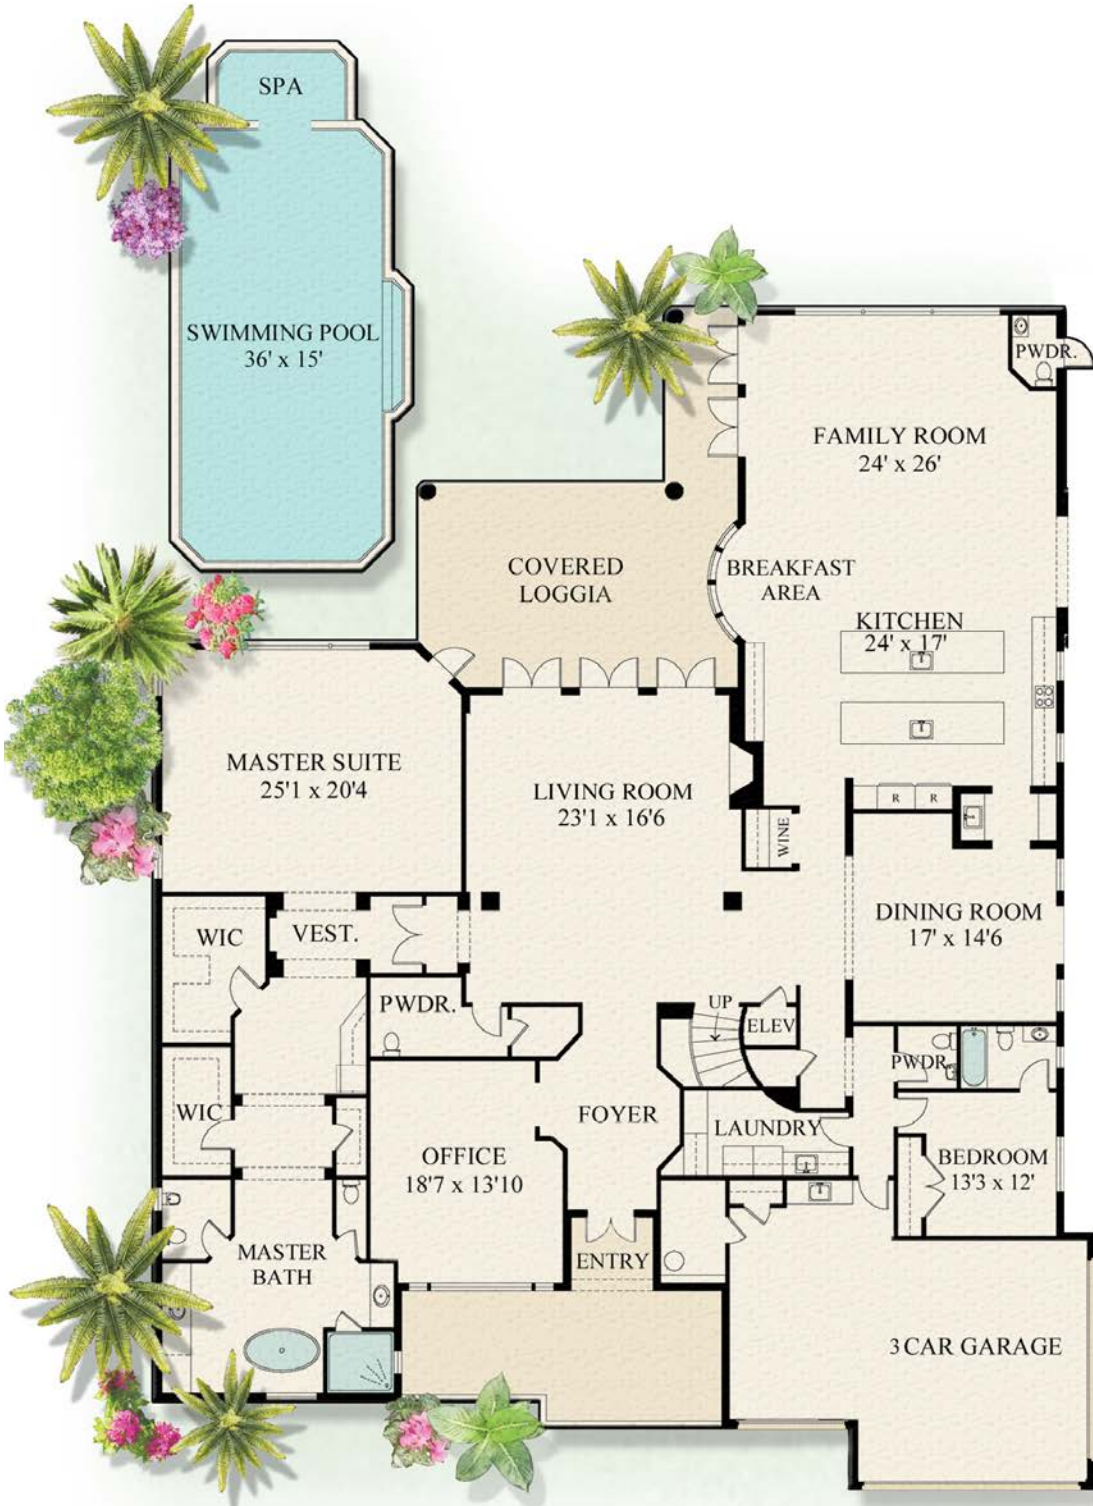 SPA
SWIMMING POOL
36' x 15'
PWDR.
FAMILY ROOM
24' x 26'
COVERED
LOGGIA
BREAKFAST
AREA
KITCHEN
24' x 17'
MASTER SUITE
25'1 x 20'4
LIVING ROOM
23'1 x 16'6
R
R
WINE
DINING ROOM
17' x 14'6
WIC
VEST.
PWDR.
UP
ELEV
PWDR.
WIC
FOYER
LAUNDRY
OFFICE
18'7 x 13'10
BEDROOM
13'3 x 12'
MASTER
BATH
ENTRY
3 CAR GARAGE